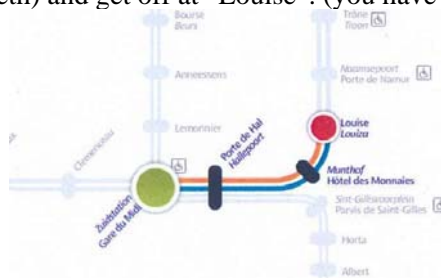 eth) and get off at "Louise". (you have
Bourse
Beurs
Trône
Troon
Anneessens
Naamsepoort
Porte de Namur
Lemonnier
Louise
Louiza
Clemenceau
Porte de Hal
Hallepoort
Munthof
Hôtel des Monnaies
Zuidstation
Gare du Midi
Sint-Gillisvoorplein
Parvis de Saint-Gilles
Horta
Albert